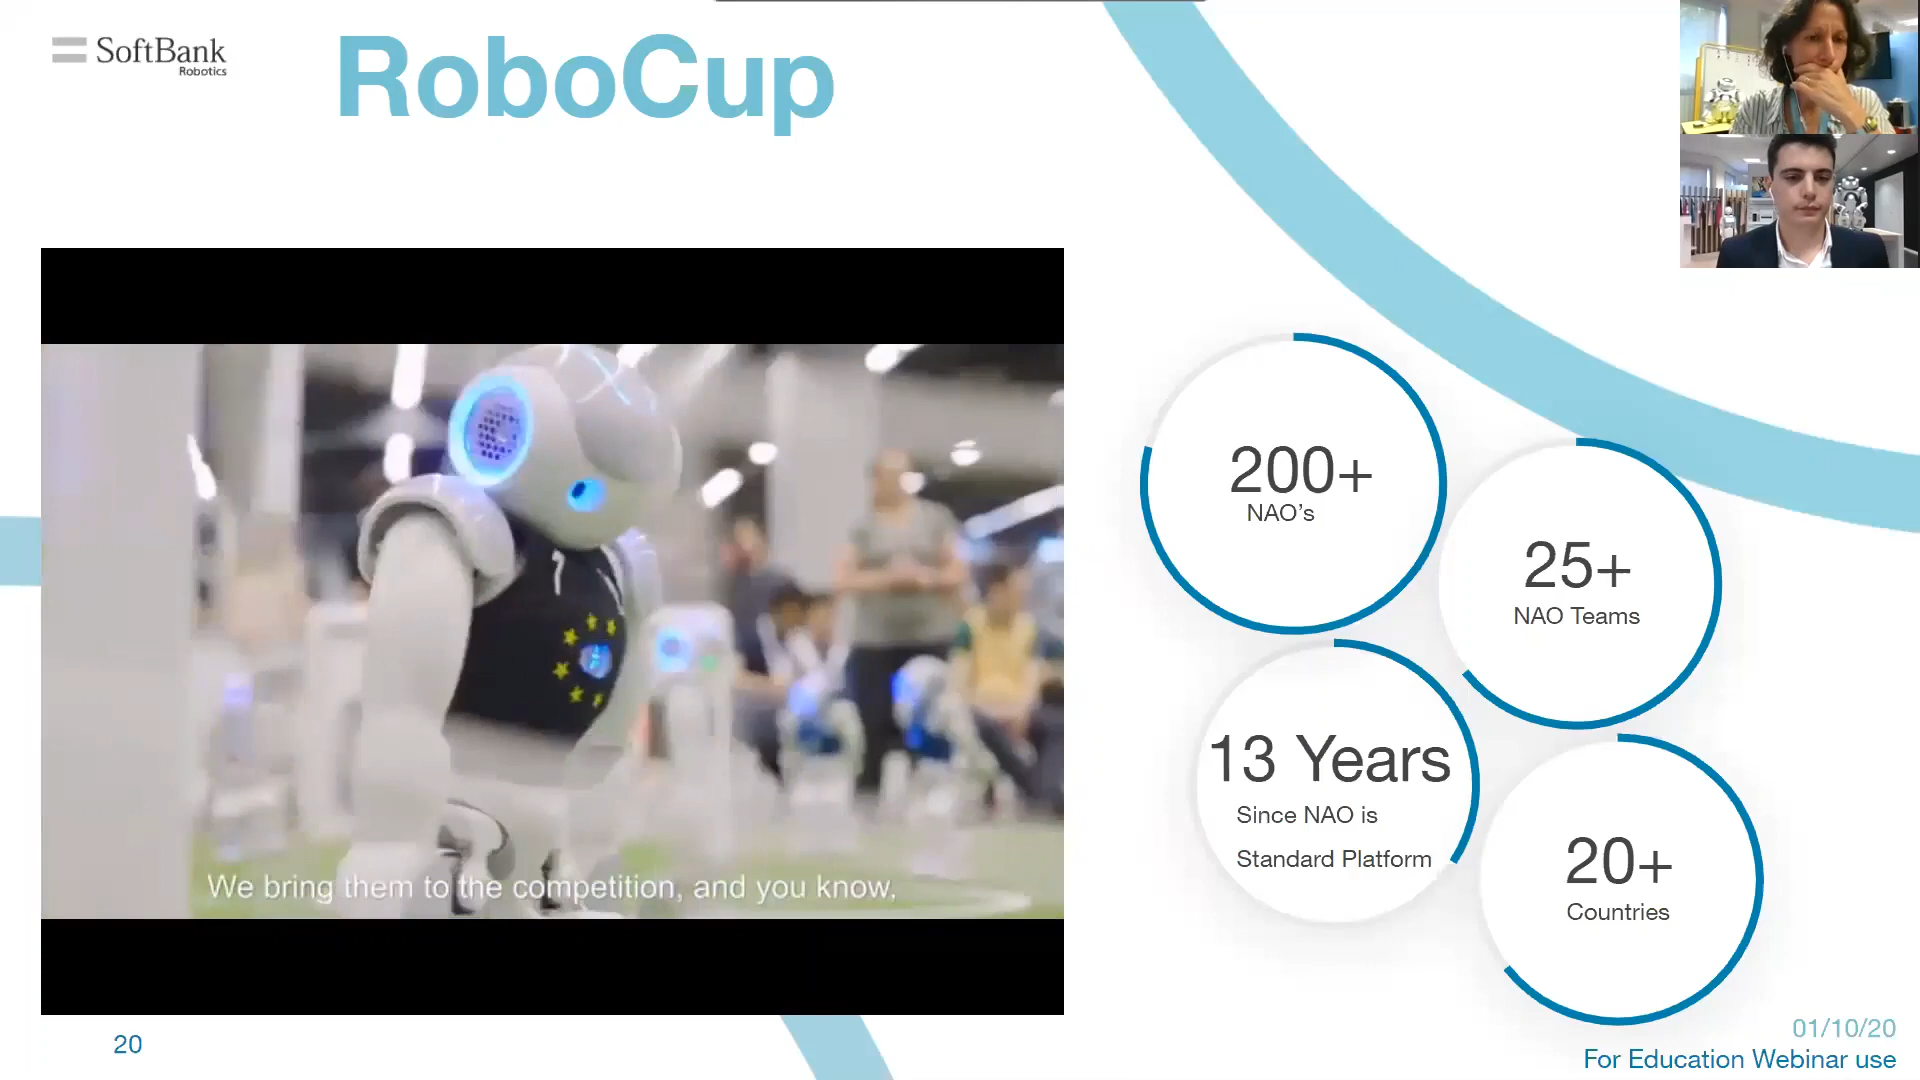 SoftBank
Robotics
RoboCup
200+
NAO's
25+
NAO Teams
13 Years
Since NAO is
Standard Platform
20+
Countries
We bring them to the competition, and you know,
20
01/10/20
For Education Webinar use